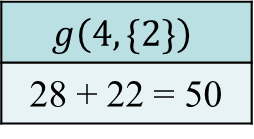 g(4,{2})
28 + 22 = 50